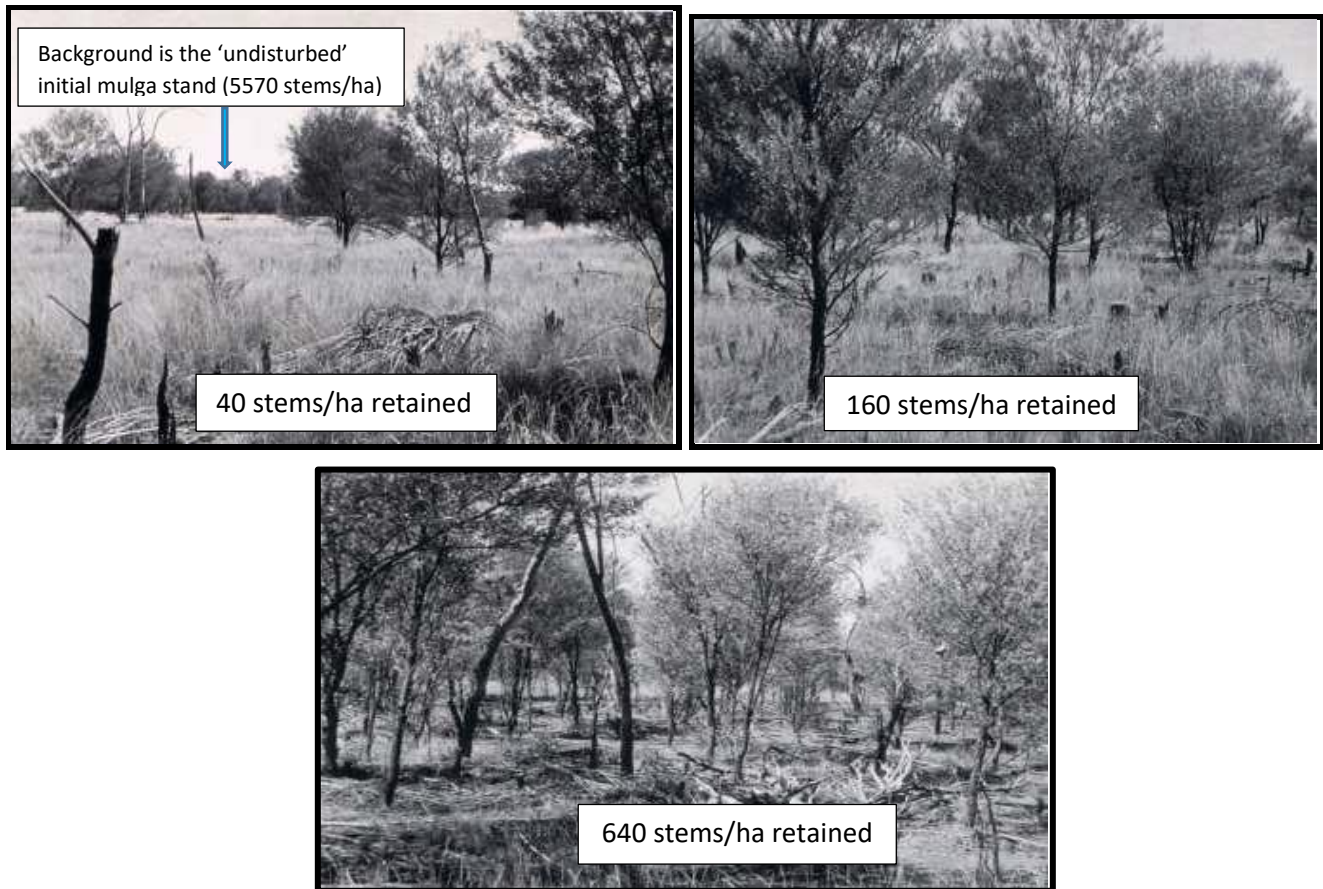 Background is the ‘undisturbed’
initial mulga stand (5570 stems/ha)
40 stems/ha retained
160 stems/ha retained
640 stems/ha retained